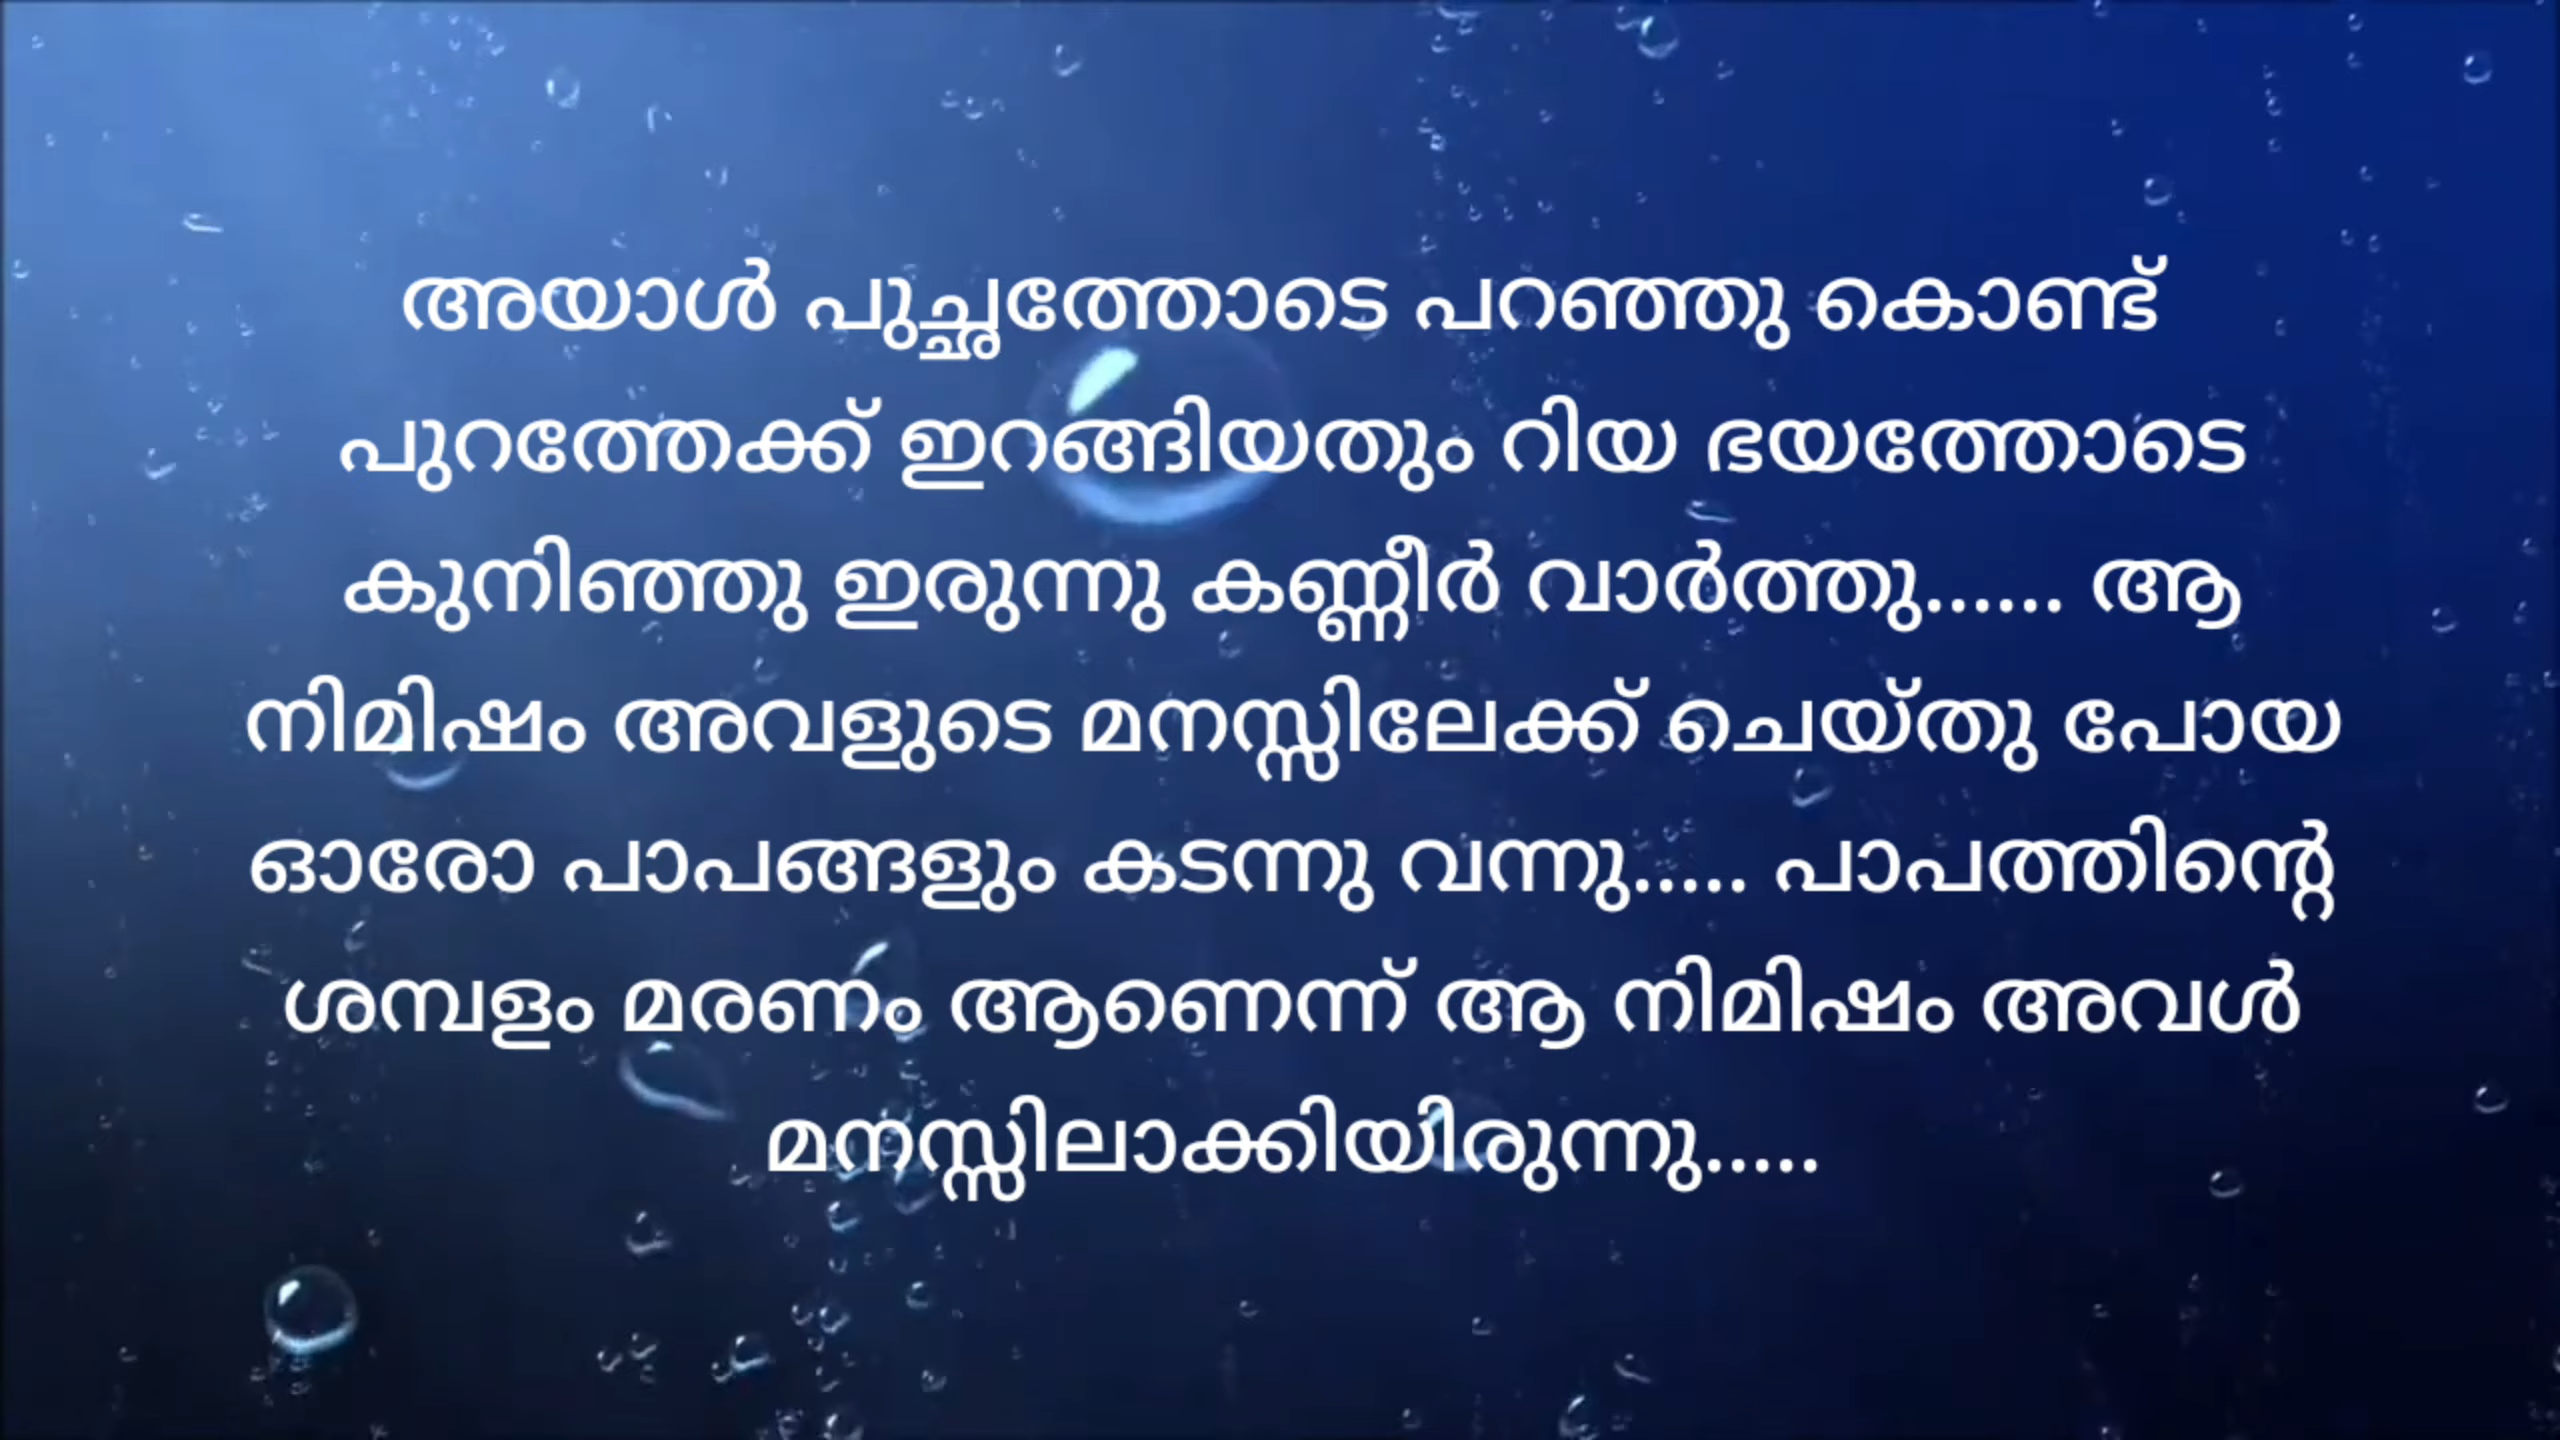 അയാൾ പുച്ഛത്തോടെ പറഞ്ഞു കൊണ്ട്
പുറത്തേക്ക് ഇറങ്ങിയതും റിയ ഭയത്തോടെ
കുനിഞ്ഞു ഇരുന്നു കണ്ണീർ വാർത്തു...... ആ
നിമിഷം അവളുടെ മനസ്സിലേക്ക് ചെയ്തു പോയ
ഓരോ പാപങ്ങളും കടന്നു വന്നു..... പാപത്തിന്റെ
ശമ്പളം മരണം ആണെന്ന് ആ നിമിഷം അവൾ
മനസ്സിലാക്കിയിരുന്നു.....